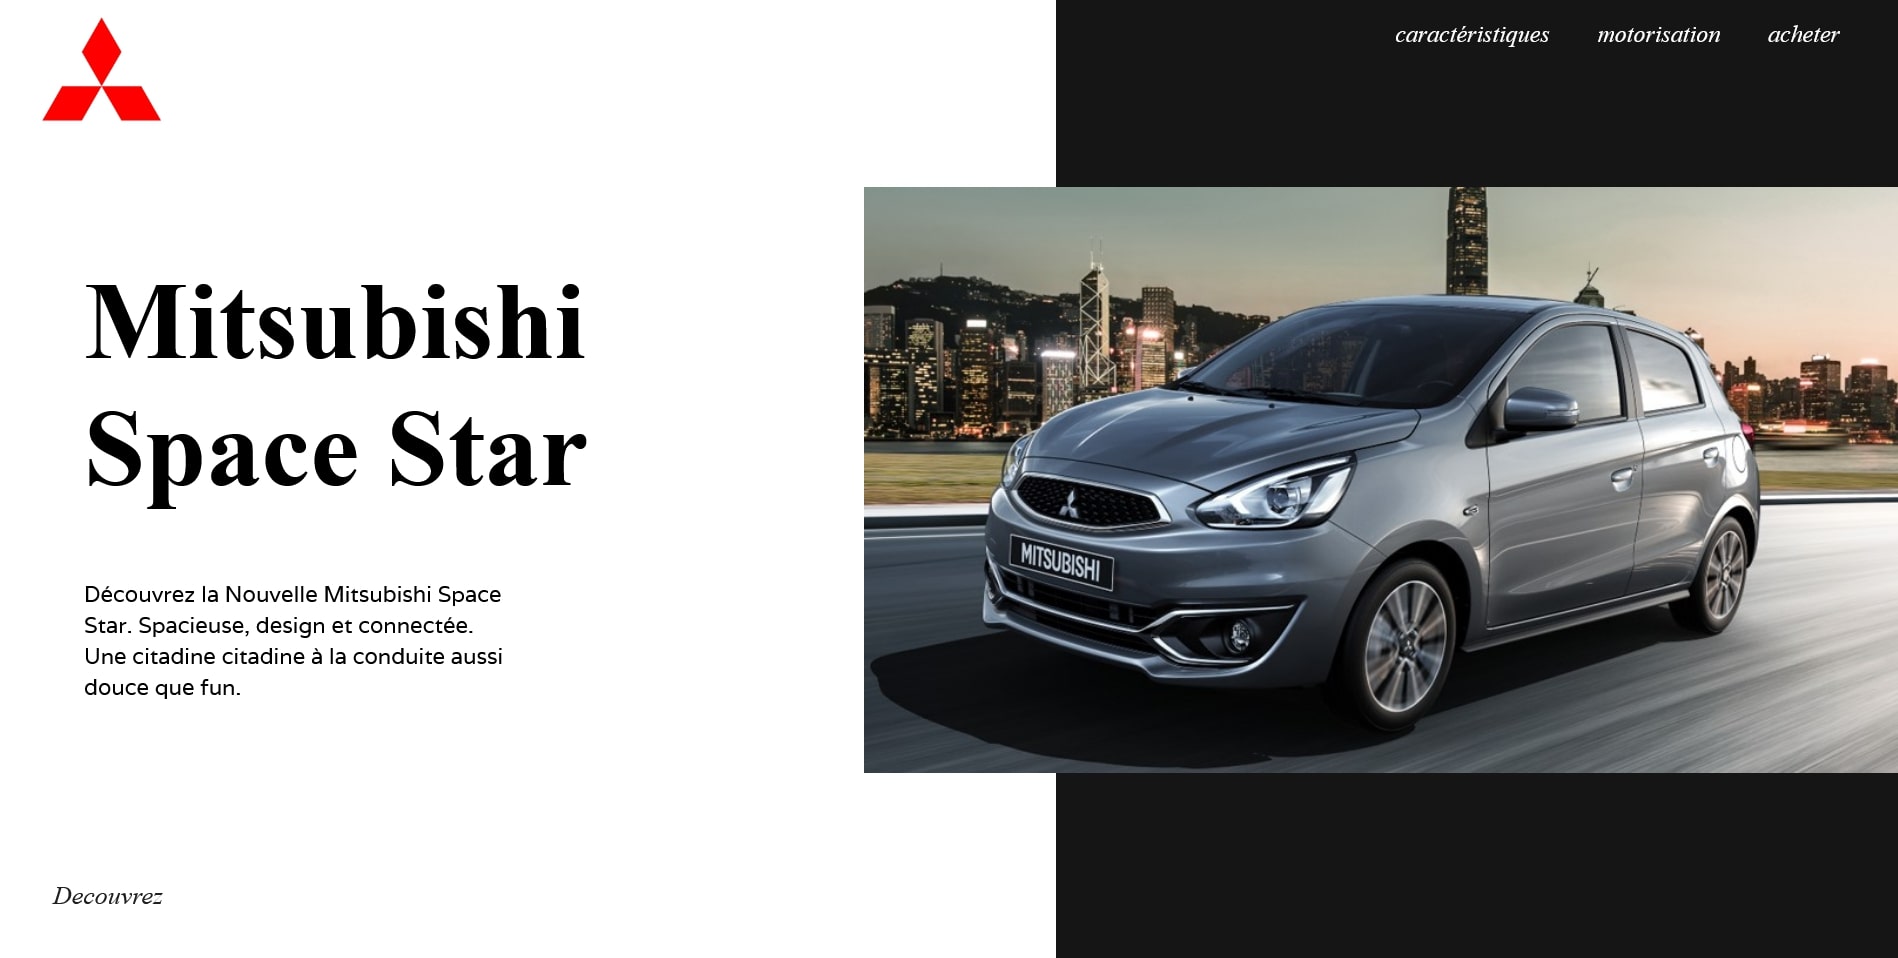 caractéristiques motorisation acheter
Mitsubishi
Space Star
MITSUBISHI
Découvrez la Nouvelle Mitsubishi Space
Star. Spacieuse, design et connectée.
Une citadine citadine à la conduite aussi
douce que fun.
Decouvrez